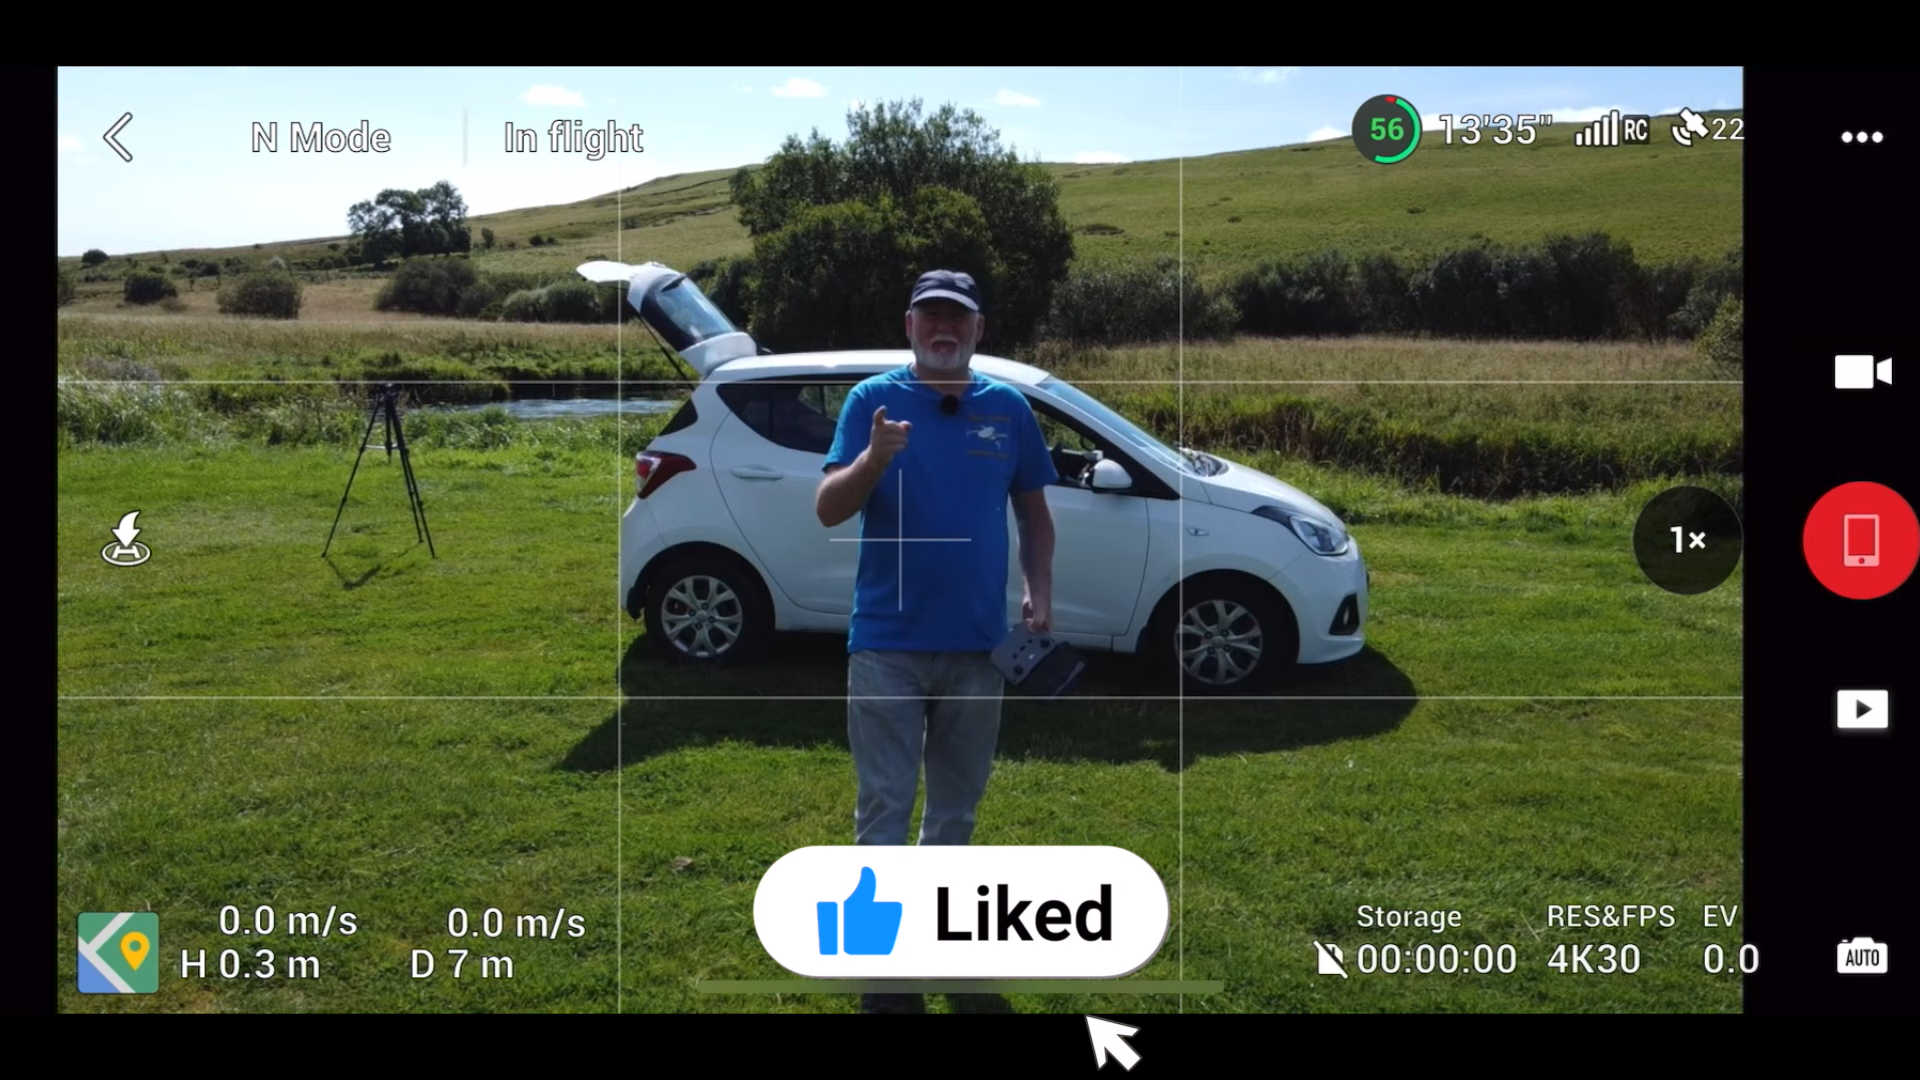 N Mode
In flight
56
13'35"
RC
22
1×
0.0 m/s
0.0 m/s
H 0.3 m
D 7 m
Liked
Storage
00:00:00
RES&FPS
4K30
EV
0.0
AUTO